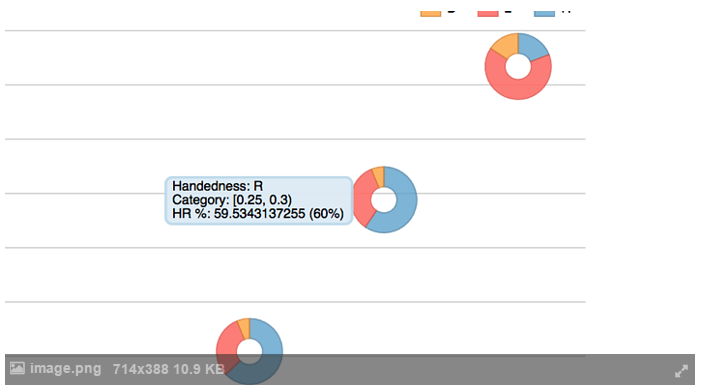 Handedness: R
Category: [0.25, 0.3)
HR %: 59.5343137255 (60%)
image.png 714x388 10.9 KB